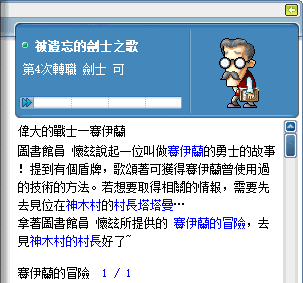 被遺忘的劍士之歌
第4次轉職 劍士 可
偉大的戰士－賽伊蘭
圖書館員 懷茲說起一位叫做賽伊蘭的勇士的故事
！提到有個盾牌，歌頌著可獲得賽伊蘭曾使用過
的技術的方法。若想要取得相關的情報，需要先
去見位在神木村的村長塔塔曼…
拿著圖書館員 懷茲所提供的 賽伊蘭的冒險，去
見神木村的村長好了~
賽伊蘭的冒險 1 / 1